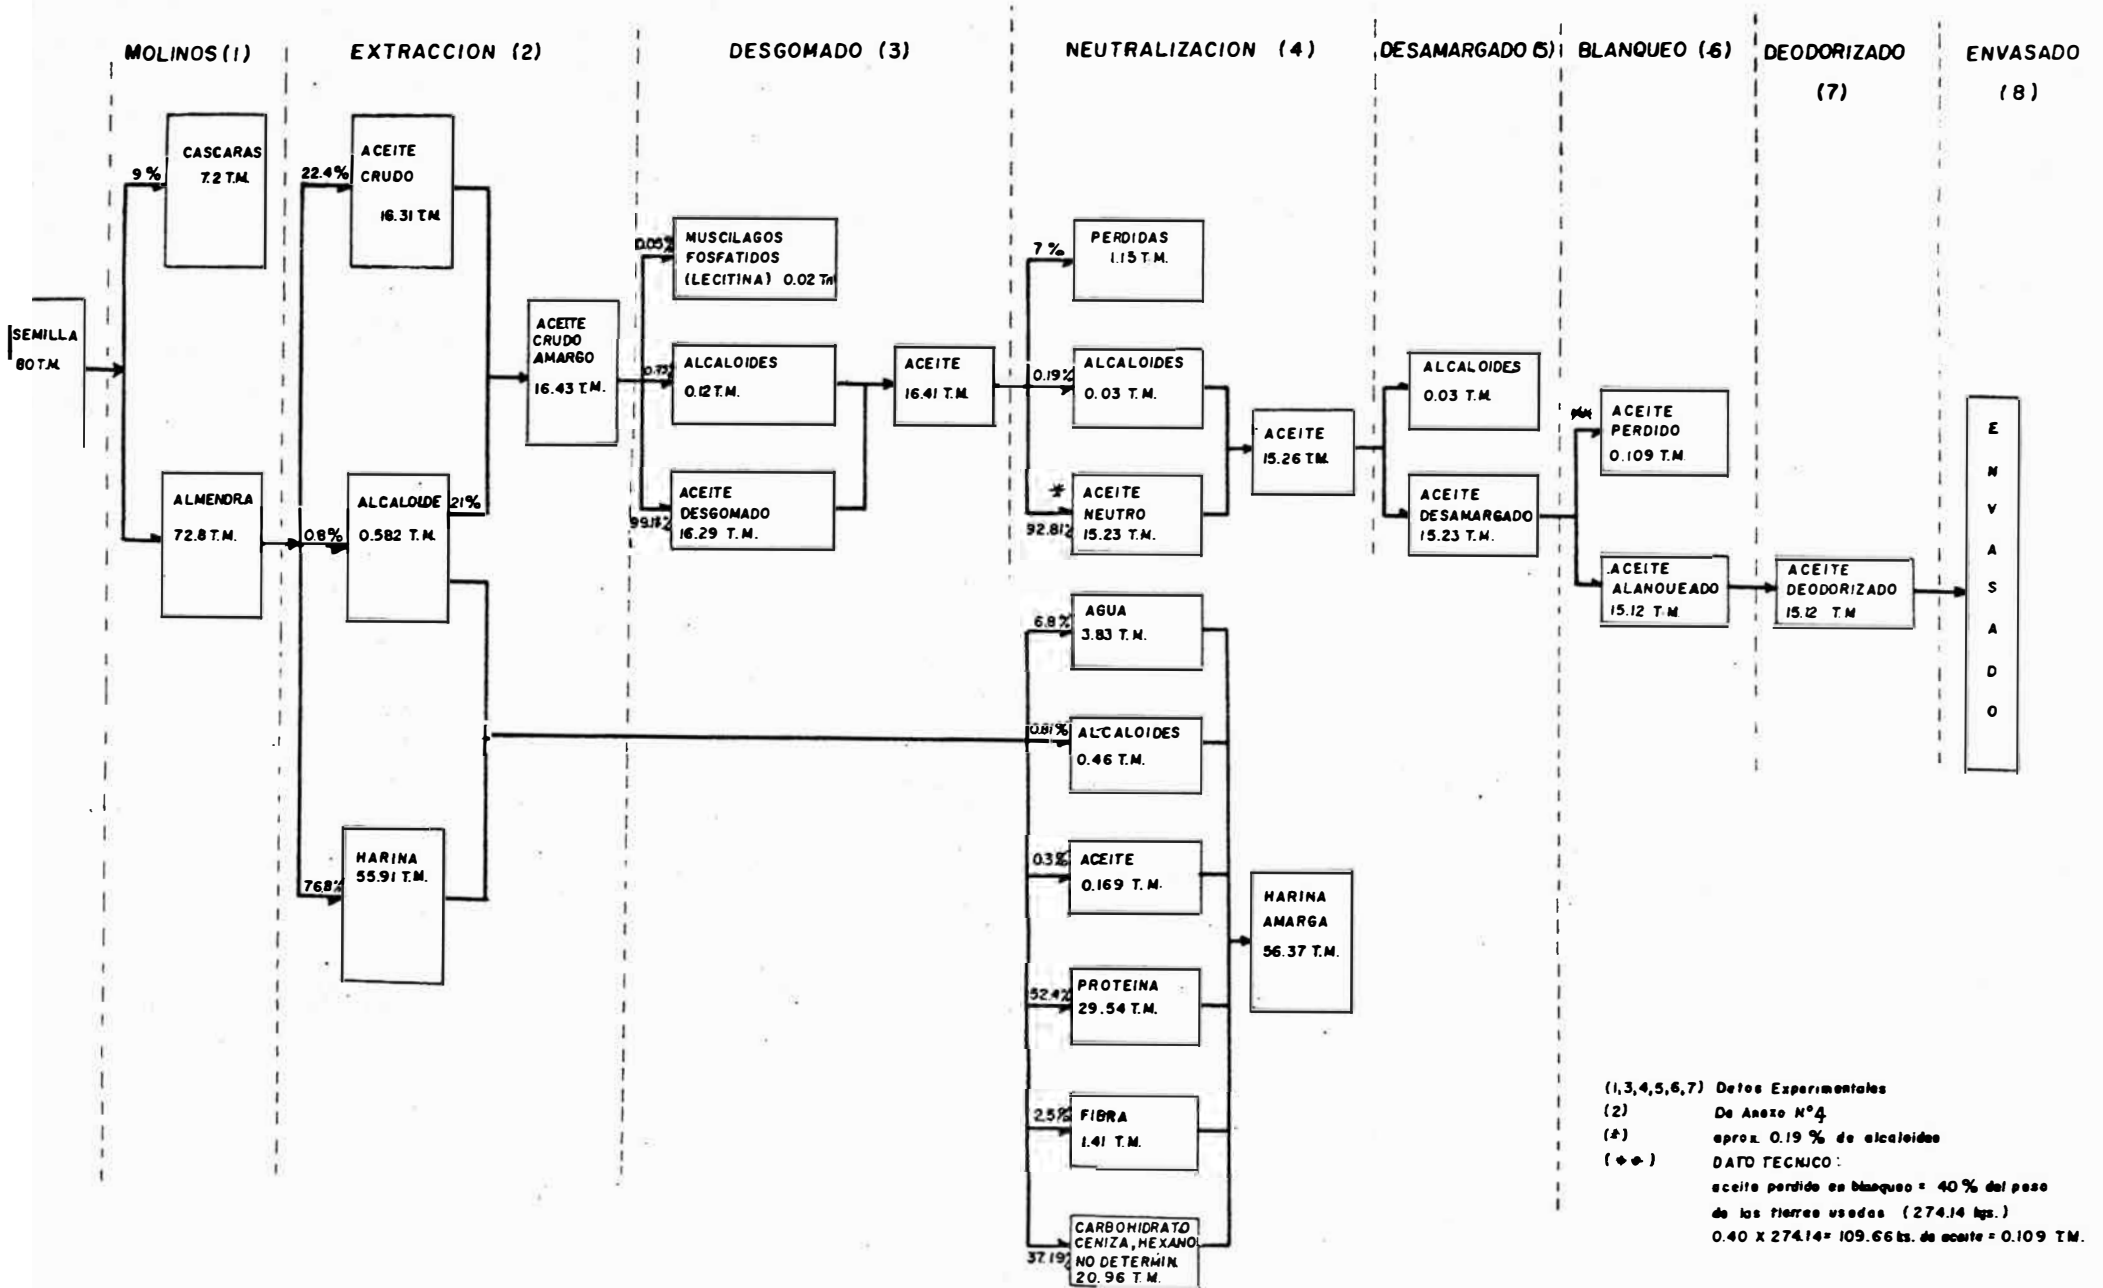 MOLINOS (1)
EXTRACCION (2)
DESGOMADO (3)
NEUTRALIZACION (4)
DESAMARGADO (5)
BLANQUEO (6)
DEODORIZADO
(7)
ENVASADO
(8)
SEMILLA
80 T.M.
9 %
CASCARAS
7.2 T.M.
ALMENDRA
72.8 T.M.
22.4%
ACEITE
CRUDO
16.31 T.M.
0.8%
ALCALOIDE
0.582 T.M.
21%
76.8%
HARINA
55.91 T.M.
ACEITE
CRUDO
AMARGO
16.43 T.M.
0.05%
MUSCILAGOS
FOSFATIDOS
(LECITINA) 0.02 Tm
ALCALOIDES
0.12 T.M.
ACEITE
DESGOMADO
16.29 T.M.
ACEITE
16.41 T.M.
7 %
PERDIDAS
1.15 T.M.
0.19%
ALCALOIDES
0.03 T.M.
*
92.81%
ACEITE
NEUTRO
15.23 T.M.
ACEITE
15.26 T.M.
6.8%
AGUA
3.83 T.M.
0.81%
ALCALOIDES
0.46 T.M.
0.3%
ACEITE
0.169 T.M.
52.4%
PROTEINA
29.54 T.M.
2.5%
FIBRA
1.41 T.M.
37.19%
CARBOHIDRATO
CENIZA, HEXANO
NO DETERMIN.
20.96 T.M.
HARINA
AMARGA
56.37 T.M.
ALCALOIDES
0.03 T.M.
ACEITE
DESAMARGADO
15.23 T.M.
**
ACEITE
PERDIDO
0.109 T.M.
ACEITE
ALANQUEADO
15.12 T.M
ACEITE
DEODORIZADO
15.12 T.M
E
N
V
A
S
A
D
O
(1,3,4,5,6,7) Datos Experimentales
(2) De Anexo N° 4
(*) aprox. 0.19 % de alcaloides
(**) DATO TECNICO:
aceite perdido en blanqueo = 40 % del peso
de las tierras usadas (274.14 kgs.)
0.40 X 274.14 = 109.66 ks. de aceite = 0.109 T.M.